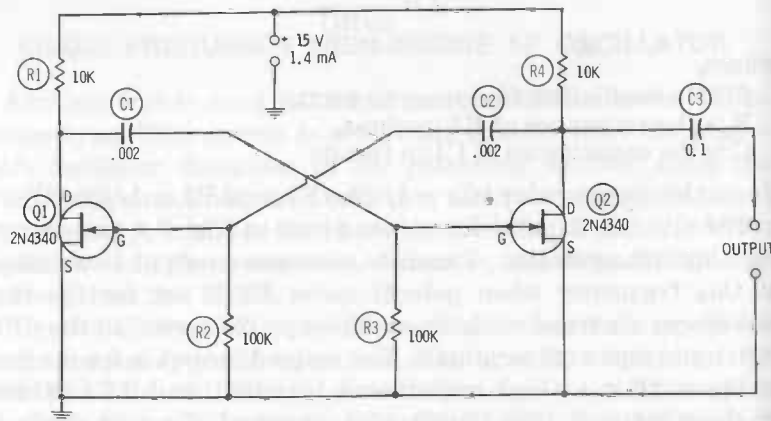 + 15 V
1.4 mA
R1
10K
C1
.002
C2
.002
R4
10K
C3
0.1
D
Q1
2N4340
G
S
D
Q2
2N4340
G
S
OUTPUT
R2
100K
R3
100K